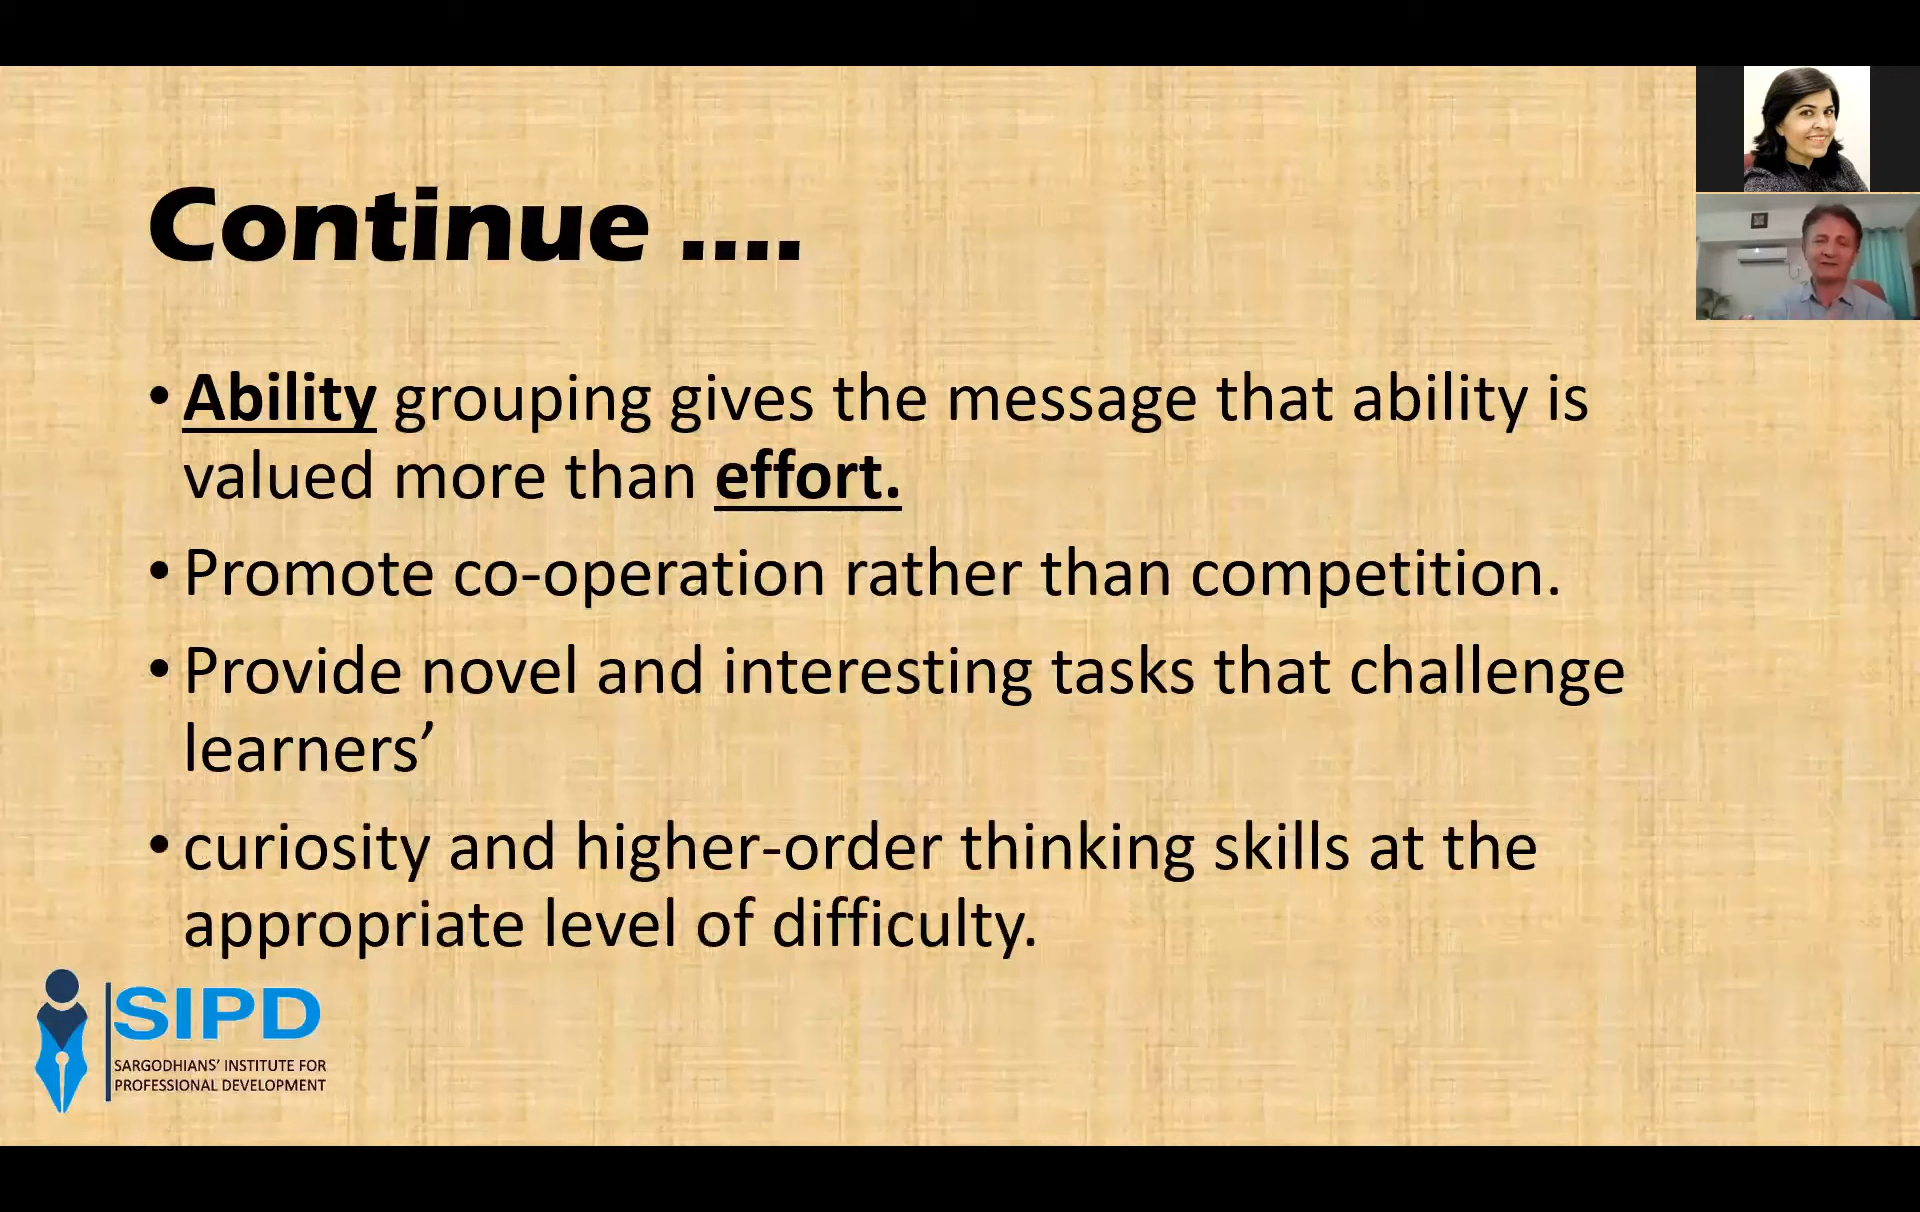 Continue ....
• Ability grouping gives the message that ability is
valued more than effort.
• Promote co-operation rather than competition.
• Provide novel and interesting tasks that challenge
learners’
• curiosity and higher-order thinking skills at the
appropriate level of difficulty.
SIPD
SARGODHIANS’ INSTITUTE FOR
PROFESSIONAL DEVELOPMENT